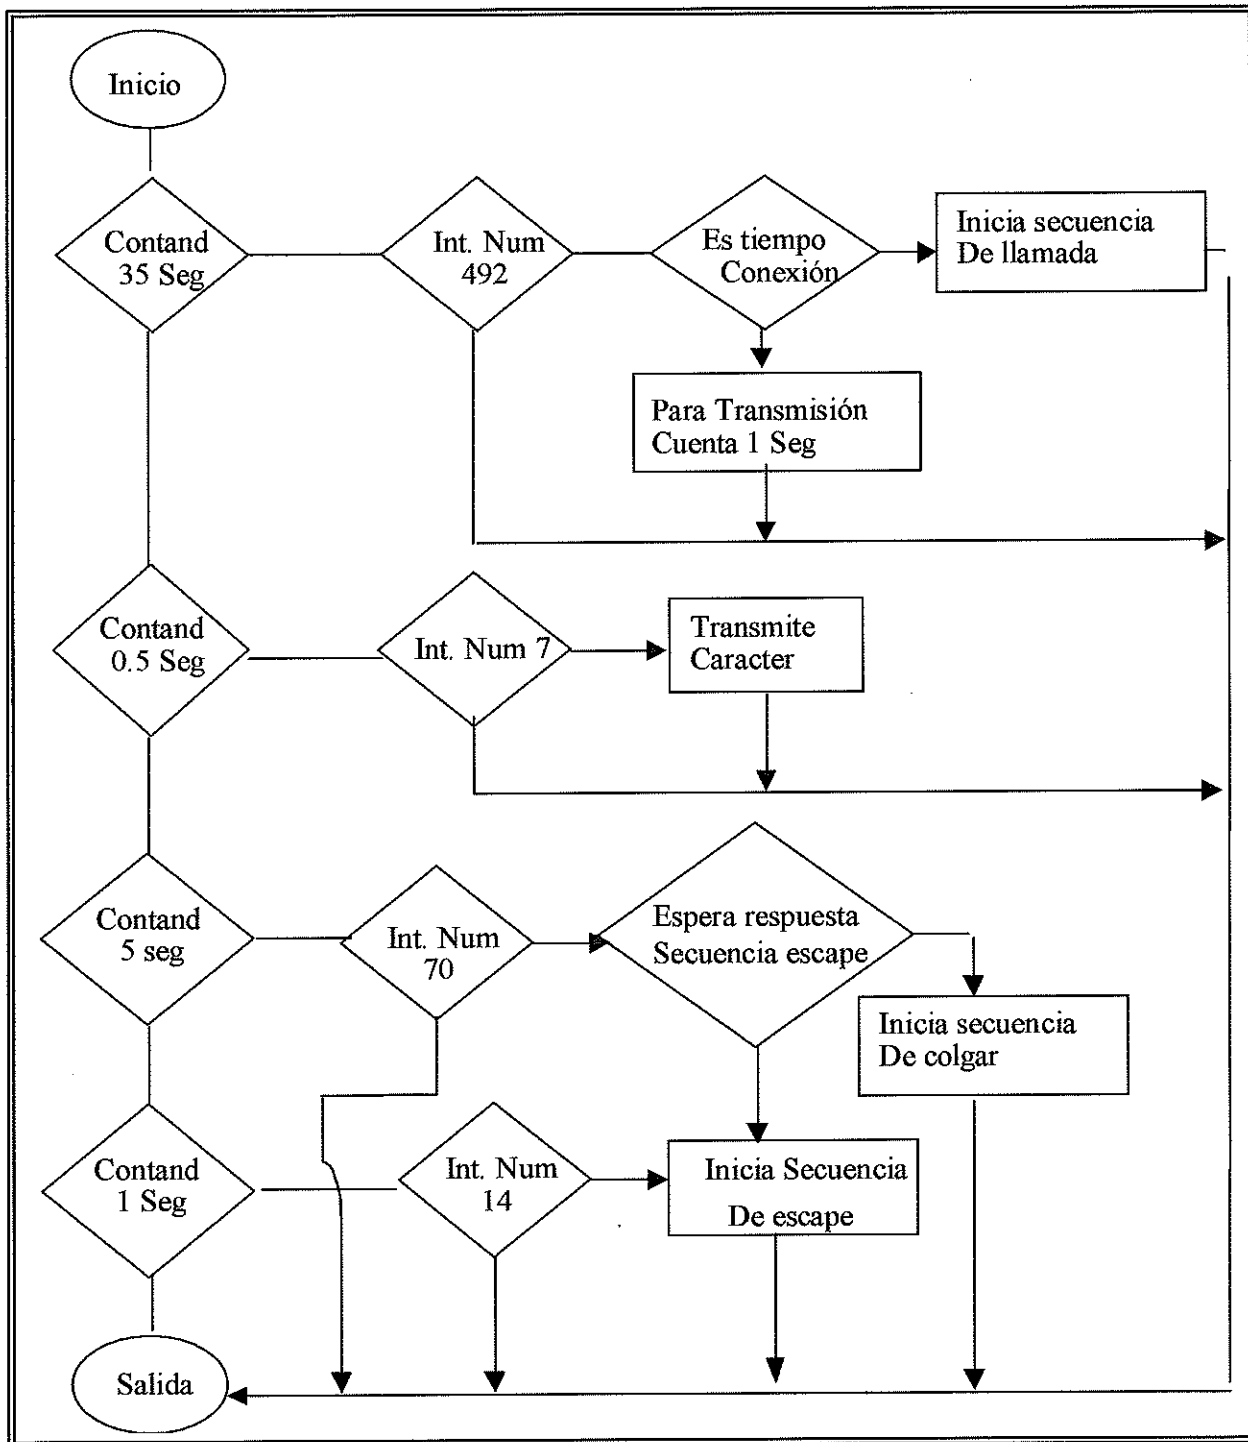 Inicio
Contand
35 Seg
Int. Num
492
Es tiempo
Conexión
Inicia secuencia
De llamada
Para Transmisión
Cuenta 1 Seg
Contand
0.5 Seg
Int. Num 7
Transmite
Caracter
Contand
5 seg
Int. Num
70
Espera respuesta
Secuencia escape
Inicia secuencia
De colgar
Contand
1 Seg
Int. Num
14
Inicia Secuencia
De escape
Salida